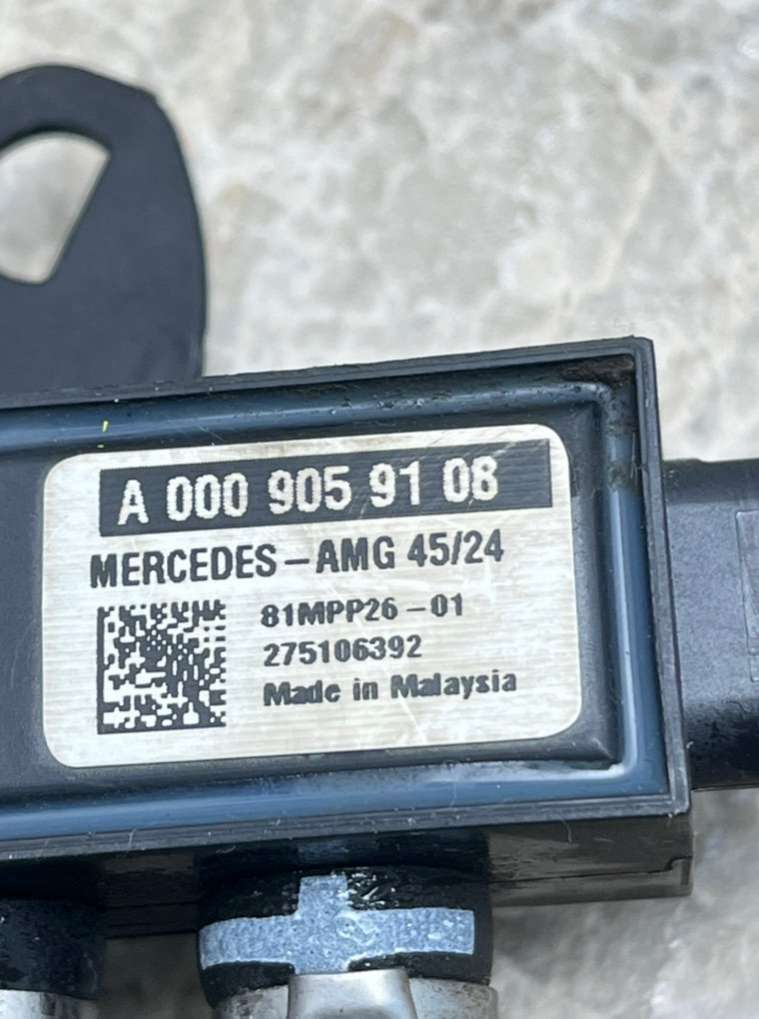 A 000 905 91 08
MERCEDES-AMG 45/24
81MPP26-01
275106392
Made in Malaysia